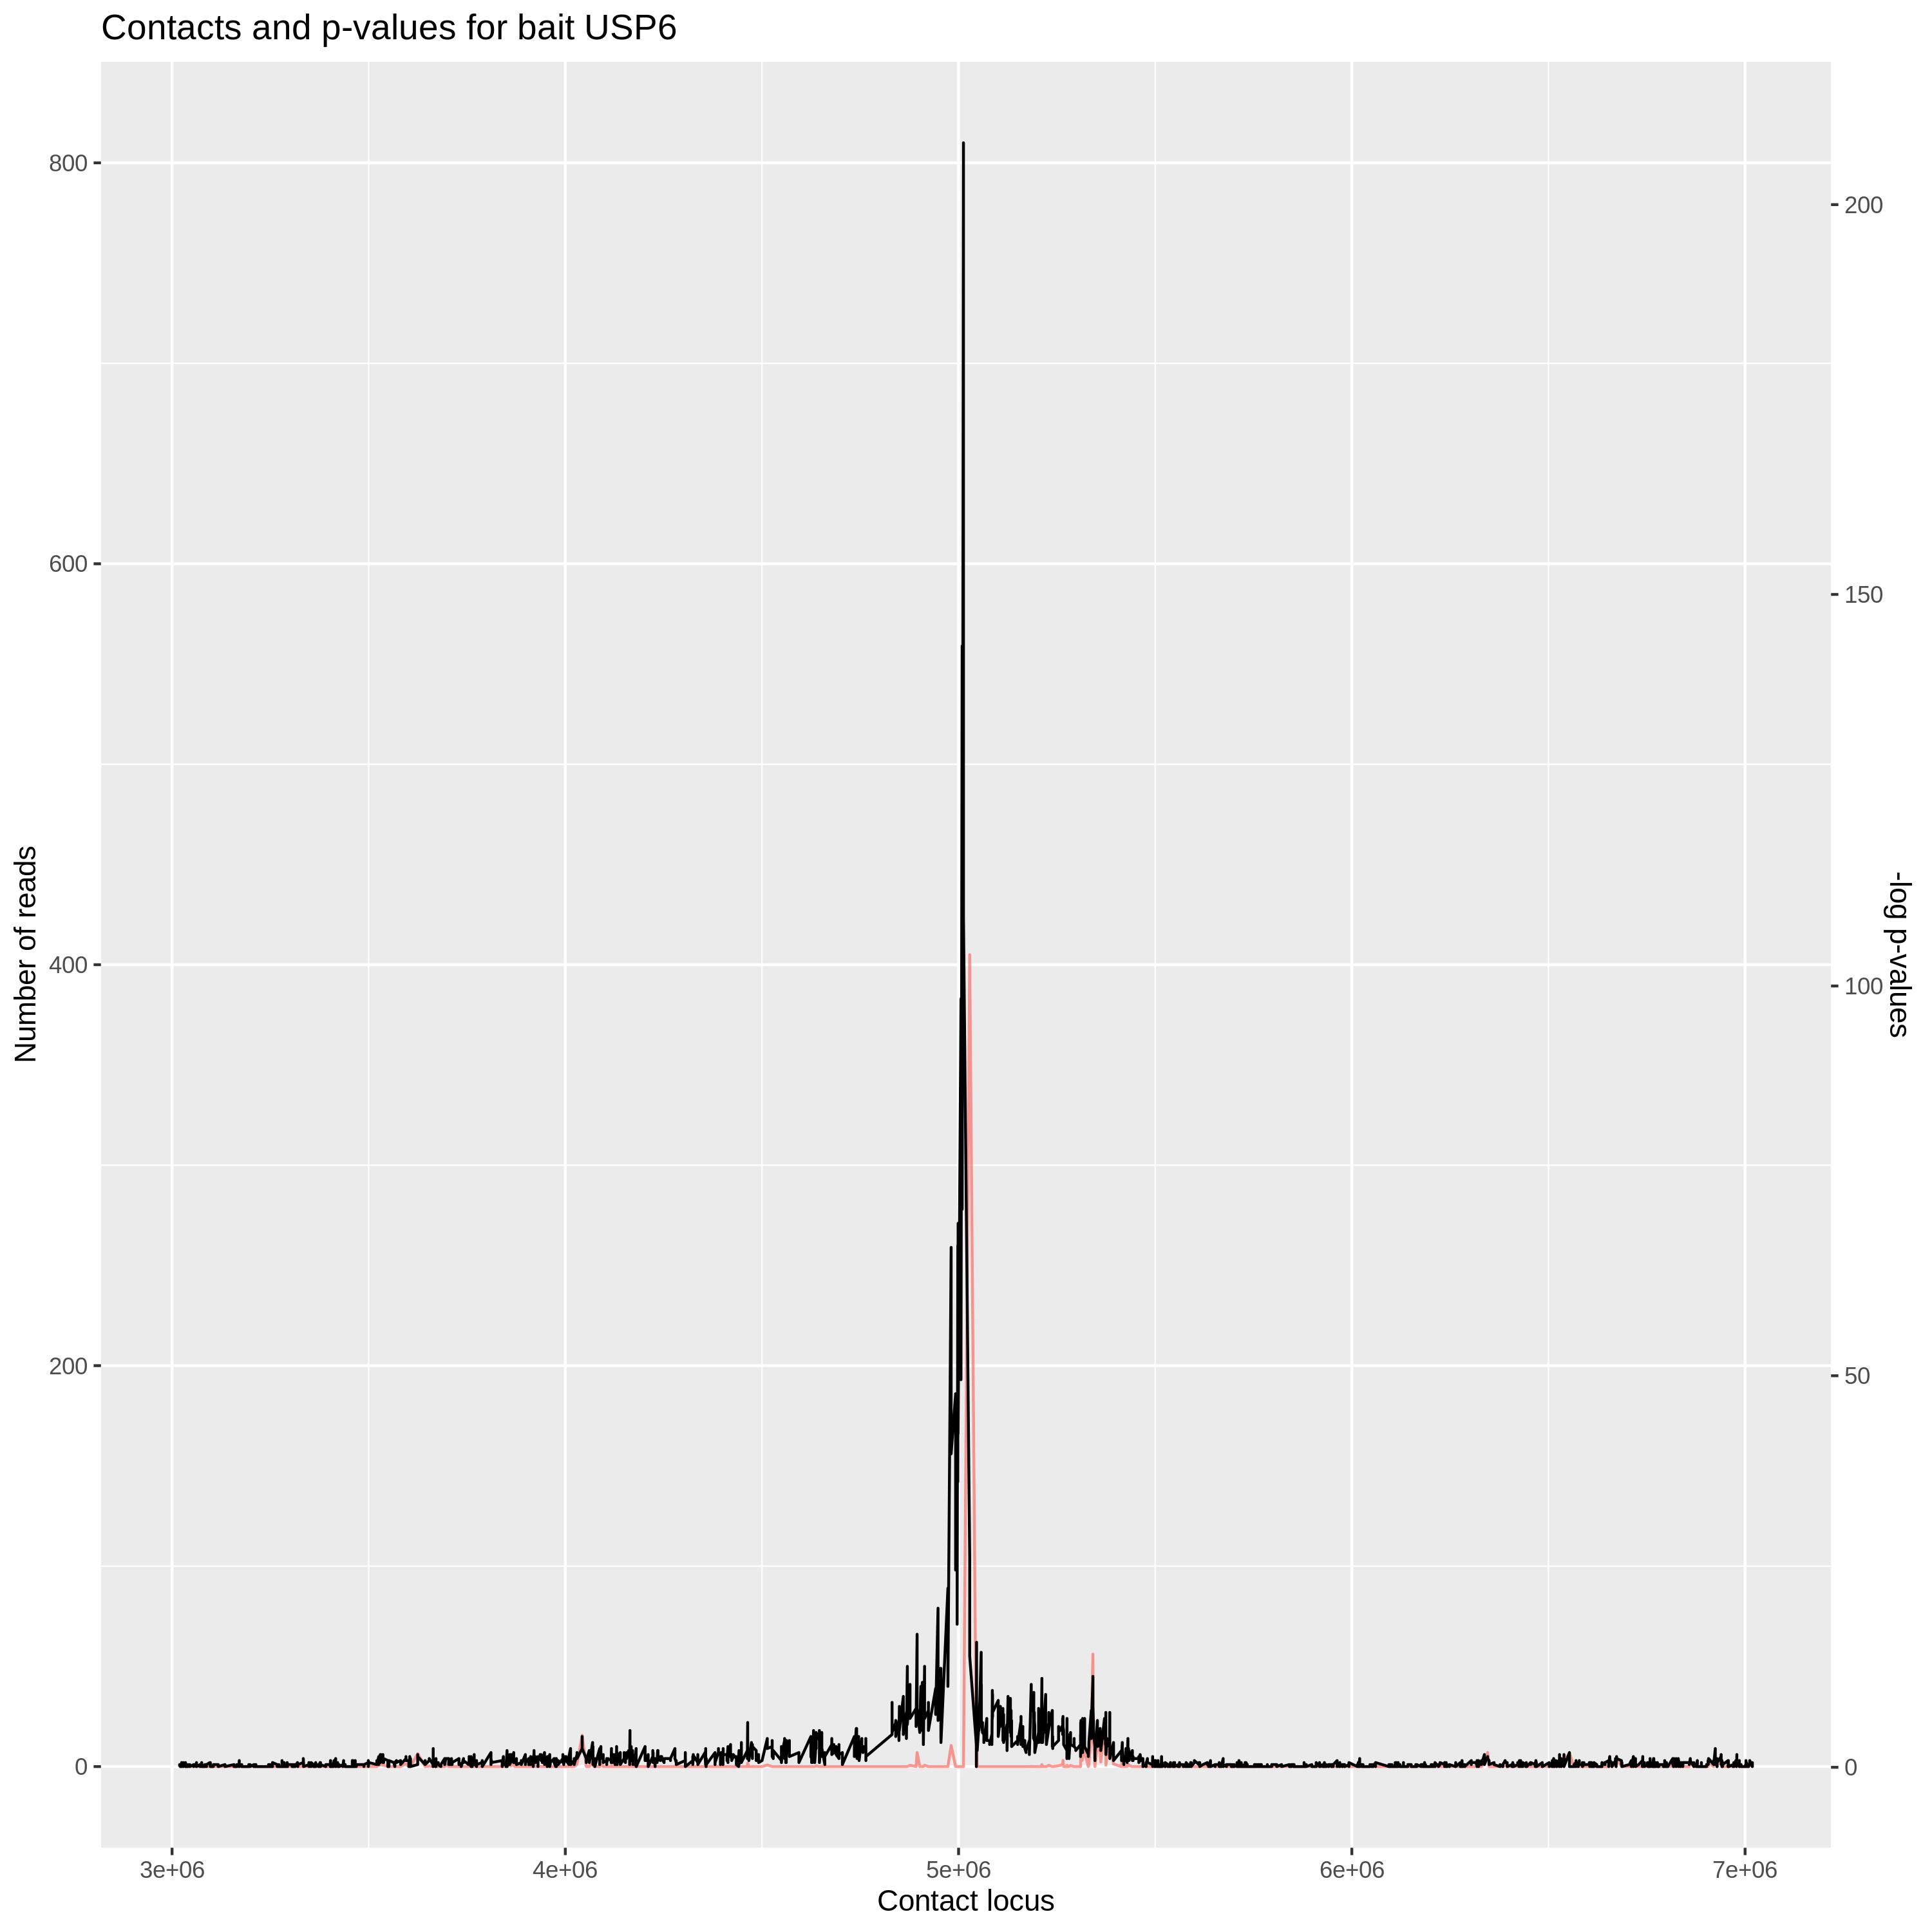 Contacts and p-values for bait USP6
800
600
400
200
0
Number of reads
200
150
100
50
0
-log p-values
3e+06
4e+06
5e+06
6e+06
7e+06
Contact locus